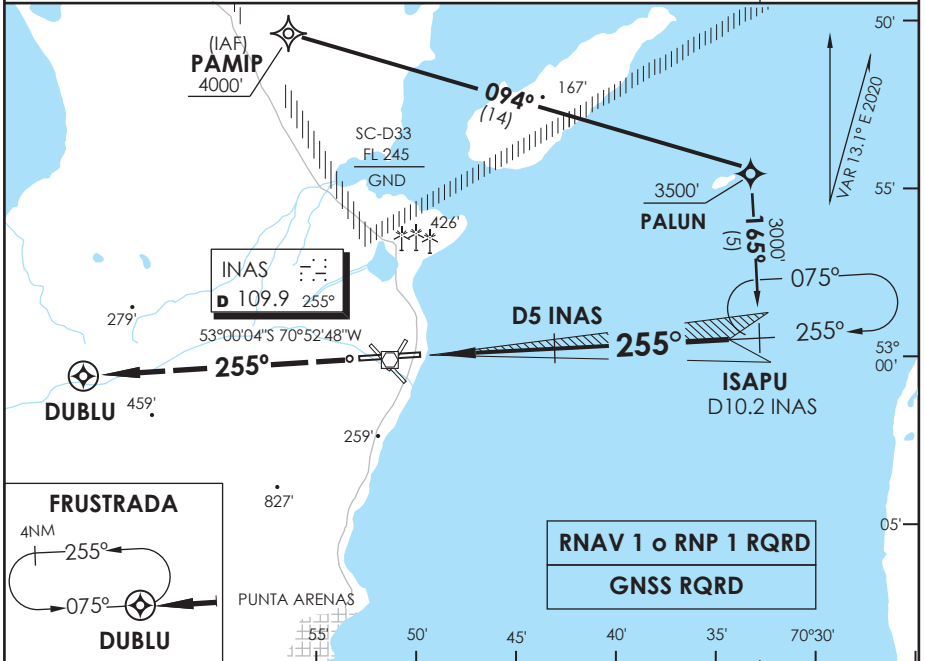 50'
(IAF)
PAMIP
4000'
094°
(14)
167'
SC-D33
FL 245
GND
VAR 13.1° E 2020
55'
3500'
PALUN
426'
165°
(5)
3000'
INAS
D 109.9 255°
075°
279'
53°00'04"S 70°52'48"W
D5 INAS
255°
255°
255°
53°
00'
ISAPU
D10.2 INAS
DUBLU
459'
259'
827'
FRUSTRADA
4NM
255°
075°
DUBLU
05'
RNAV 1 o RNP 1 RQRD
GNSS RQRD
PUNTA ARENAS
55'
50'
45'
40'
35'
70°30'